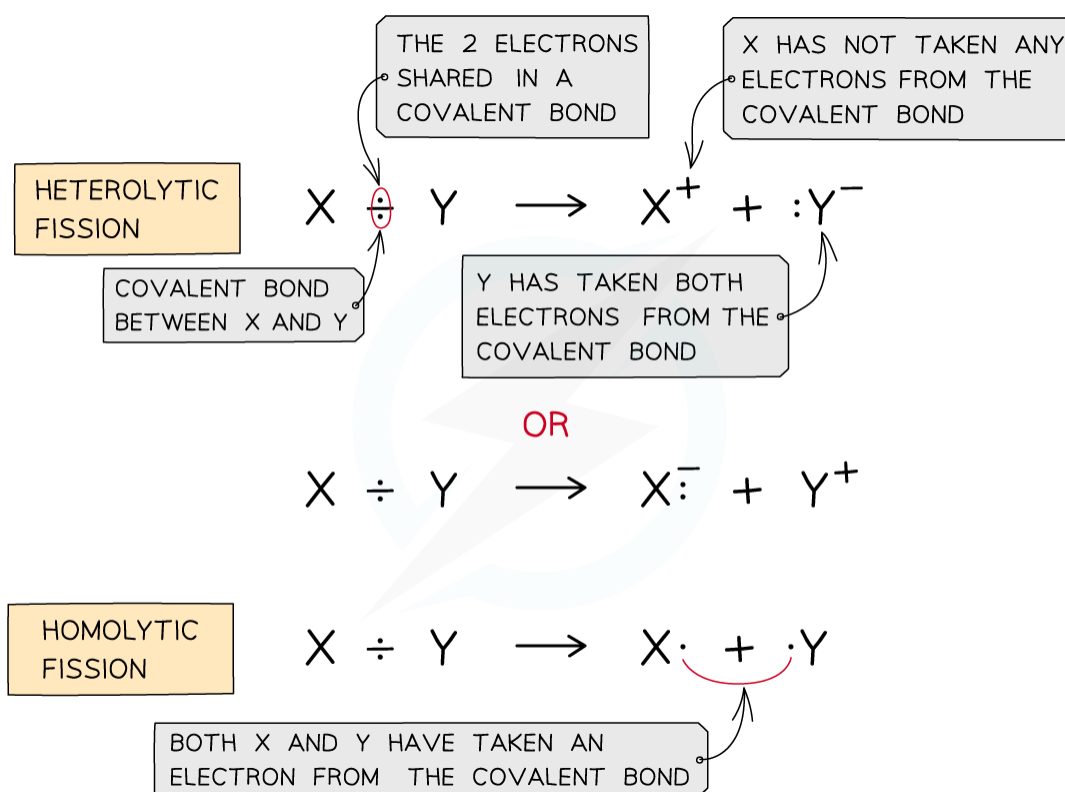 THE 2 ELECTRONS
SHARED IN A
COVALENT BOND
X HAS NOT TAKEN ANY
ELECTRONS FROM THE
COVALENT BOND
HETEROLYTIC
FISSION
X ÷ Y → X⁺ + :Y⁻
COVALENT BOND
BETWEEN X AND Y
Y HAS TAKEN BOTH
ELECTRONS FROM THE
COVALENT BOND
OR
X ÷ Y → X:⁻ + Y⁺
HOMOLYTIC
FISSION
X ÷ Y → X· + ·Y
BOTH X AND Y HAVE TAKEN AN
ELECTRON FROM THE COVALENT BOND